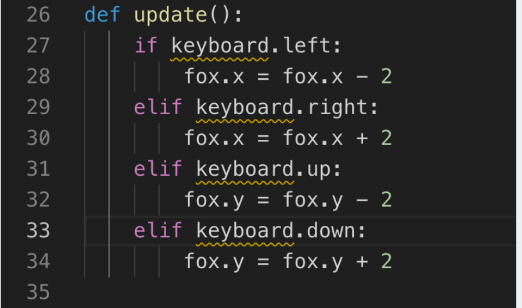 26 def update():
27     if keyboard.left:
28         fox.x = fox.x - 2
29     elif keyboard.right:
30         fox.x = fox.x + 2
31     elif keyboard.up:
32         fox.y = fox.y - 2
33     elif keyboard.down:
34         fox.y = fox.y + 2
35